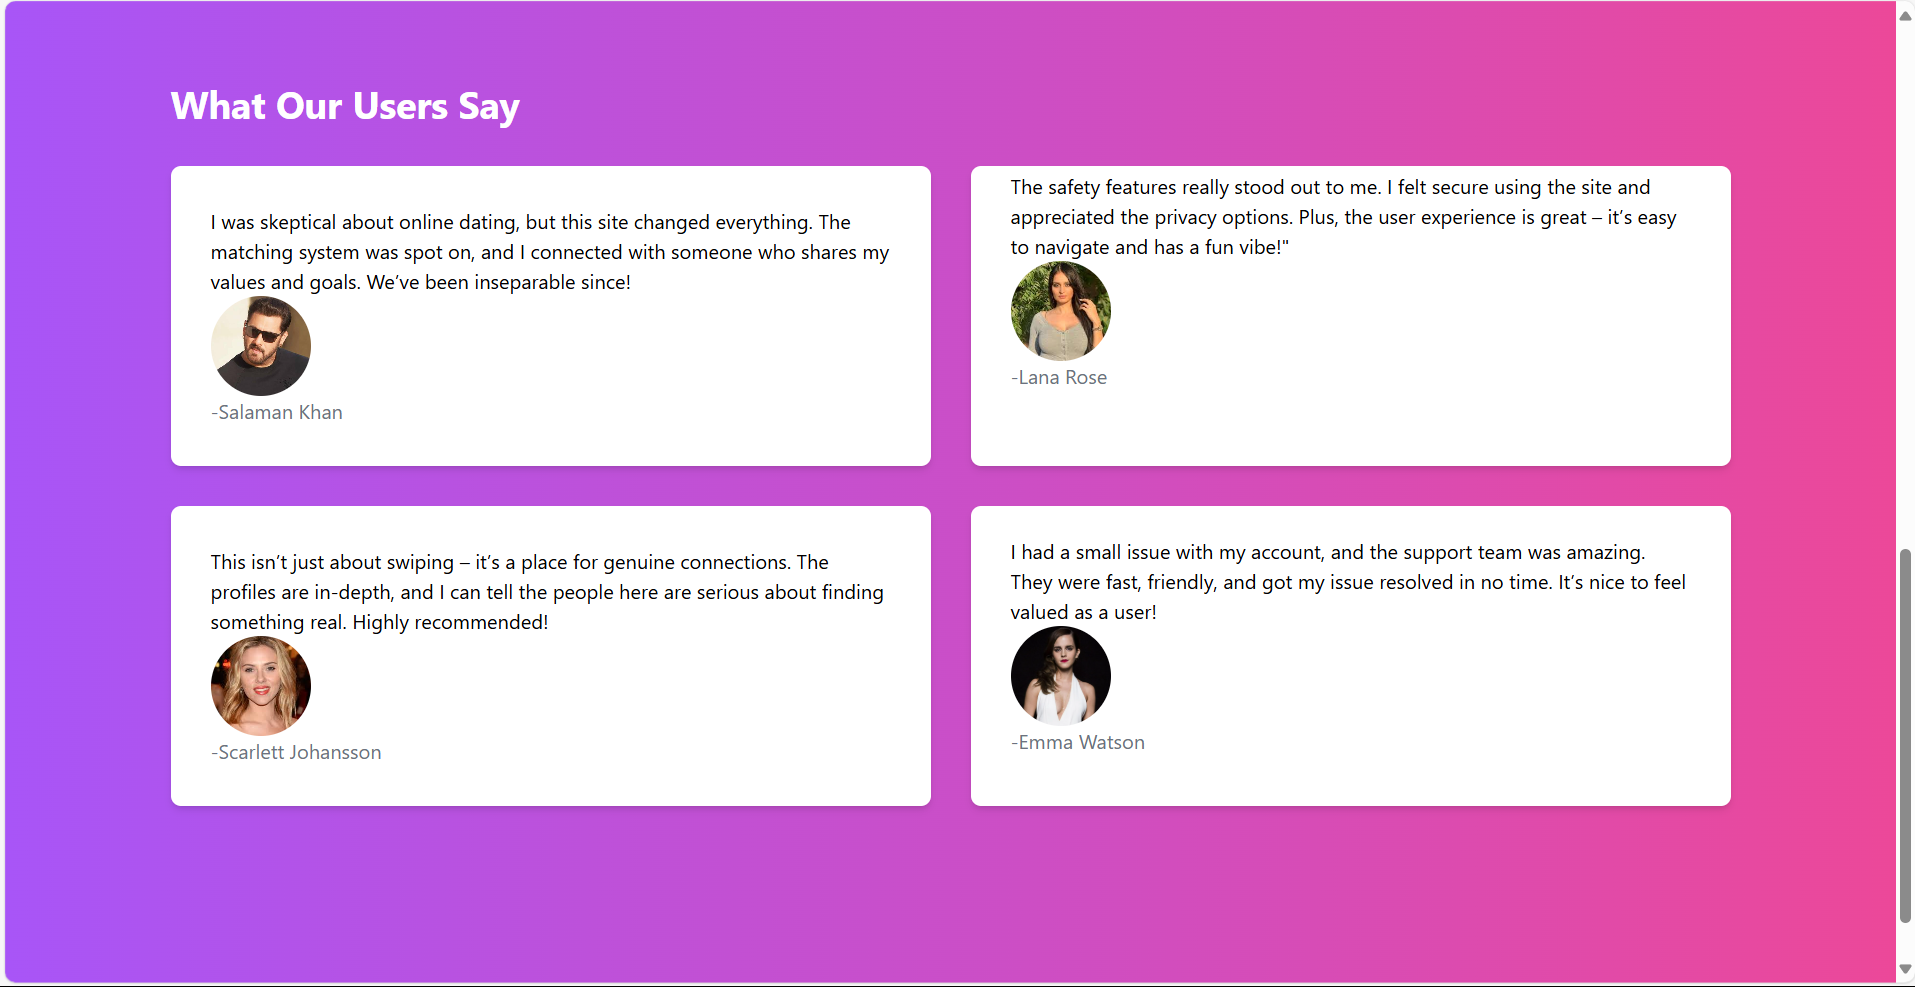 What Our Users Say
I was skeptical about online dating, but this site changed everything. The
matching system was spot on, and I connected with someone who shares my
values and goals. We’ve been inseparable since!
-Salaman Khan
The safety features really stood out to me. I felt secure using the site and
appreciated the privacy options. Plus, the user experience is great – it’s easy
to navigate and has a fun vibe!"
-Lana Rose
This isn’t just about swiping – it’s a place for genuine connections. The
profiles are in-depth, and I can tell the people here are serious about finding
something real. Highly recommended!
-Scarlett Johansson
I had a small issue with my account, and the support team was amazing.
They were fast, friendly, and got my issue resolved in no time. It’s nice to feel
valued as a user!
-Emma Watson